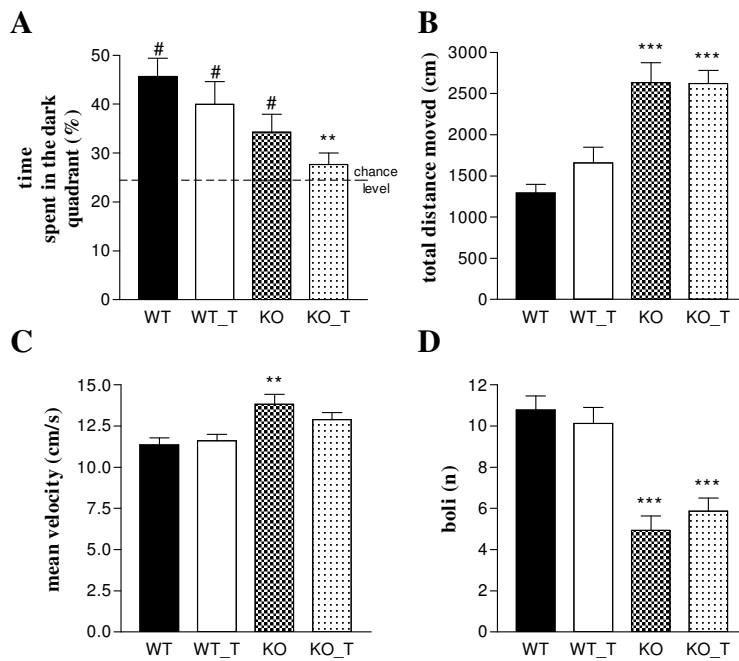 A
time
spent in the dark
quadrant (%)
50
40
30
20
10
0
#
#
#
**
chance
level
WT
WT_T
KO
KO_T
B
total distance moved (cm)
3000
2500
2000
1500
1000
500
0
***
***
WT
WT_T
KO
KO_T
C
mean velocity (cm/s)
15.0
12.5
10.0
7.5
5.0
2.5
0.0
**
WT
WT_T
KO
KO_T
D
boli (n)
12
10
8
6
4
2
0
***
***
WT
WT_T
KO
KO_T